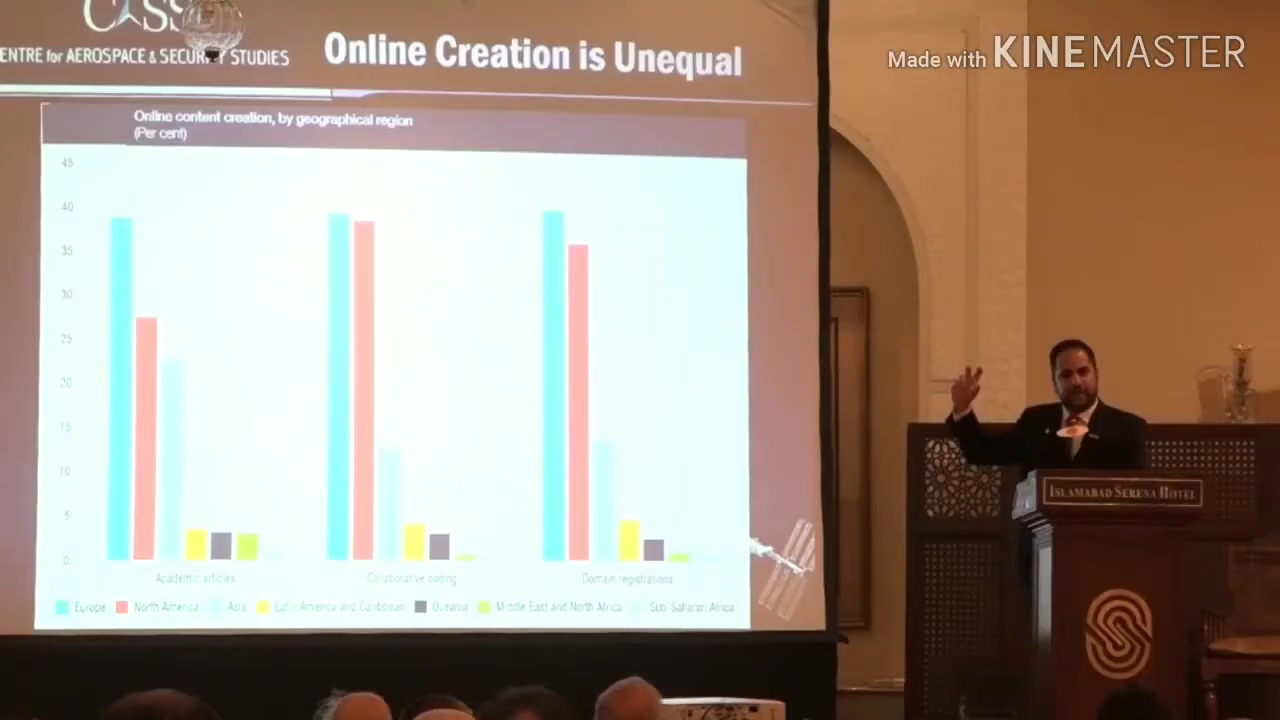 CASS
CENTRE for AEROSPACE & SECURITY STUDIES
Online Creation is Unequal
Made with KINEMASTER
Online content creation, by geographical region
(Per cent)
45
40
35
30
25
20
15
10
5
0
Academic articles Collaborative coding Domain registrations
Europe North America Asia Latin America and Caribbean Oceania Middle East and North Africa Sub-Saharan Africa
ISLAMABAD SERENA HOTEL